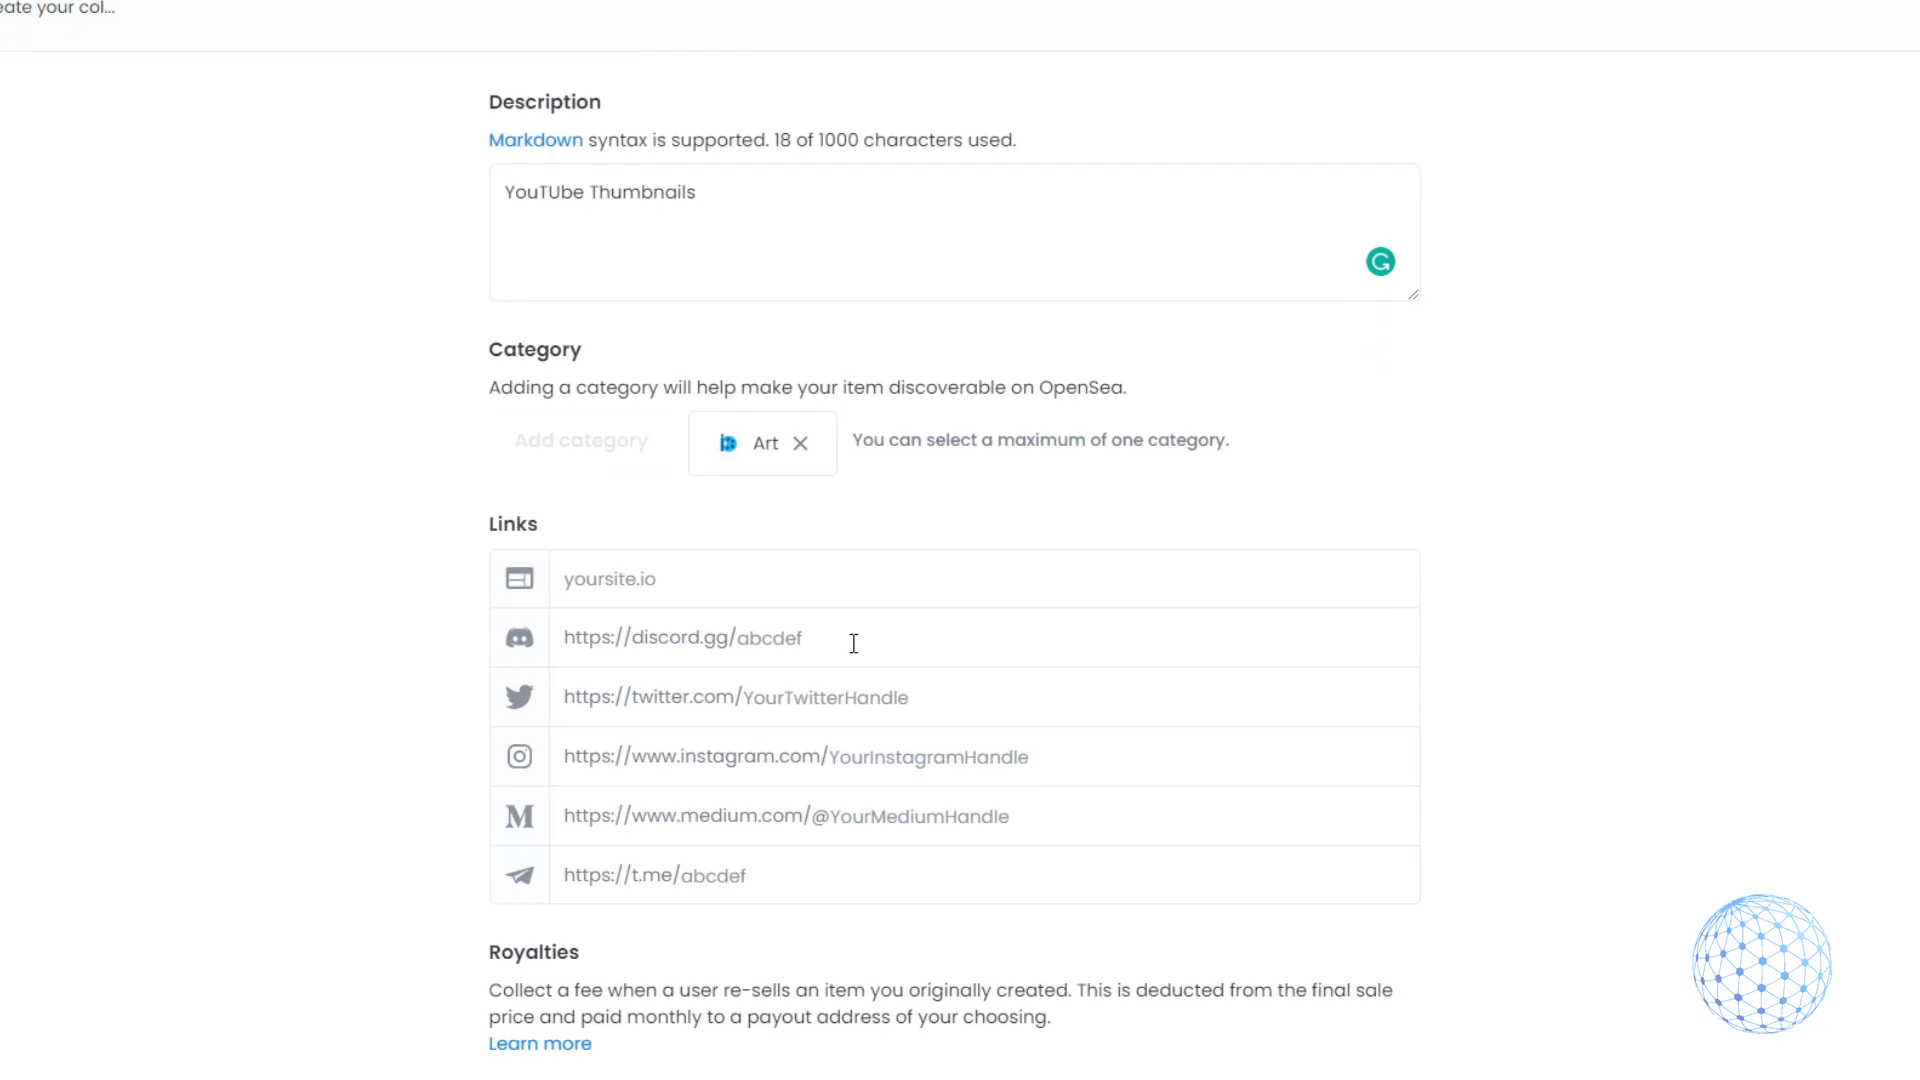 eate your col...
Description
Markdown syntax is supported. 18 of 1000 characters used.
YouTUbe Thumbnails
Category
Adding a category will help make your item discoverable on OpenSea.
Add category
Art
You can select a maximum of one category.
Links
yoursite.io
https://discord.gg/abcdef
https://twitter.com/YourTwitterHandle
https://www.instagram.com/YourInstagramHandle
https://www.medium.com/@YourMediumHandle
https://t.me/abcdef
Royalties
Collect a fee when a user re-sells an item you originally created. This is deducted from the final sale
price and paid monthly to a payout address of your choosing.
Learn more